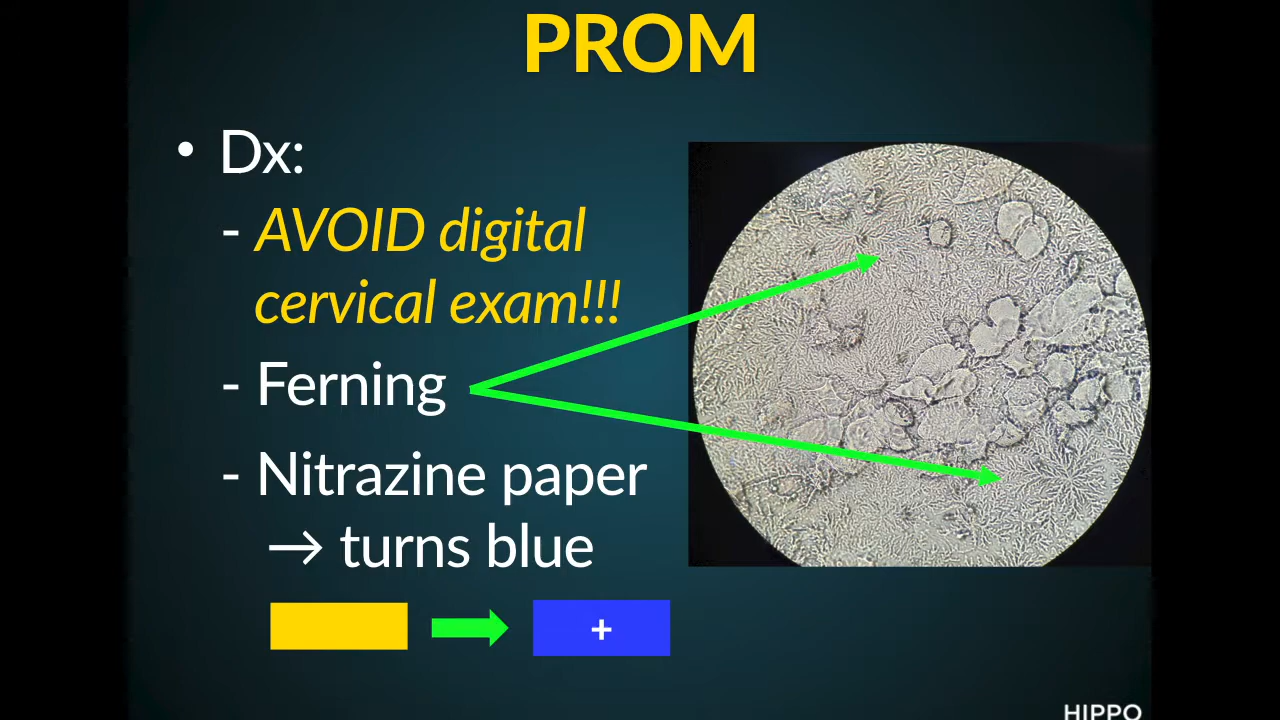 PROM
• Dx:
- AVOID digital
cervical exam!!!
- Ferning
- Nitrazine paper
→ turns blue
+
HIPPO